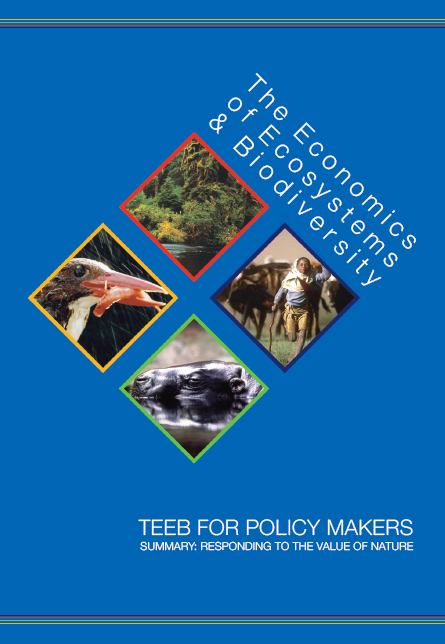 The Economics
of Ecosystems
& Biodiversity
TEEB FOR POLICY MAKERS
SUMMARY: RESPONDING TO THE VALUE OF NATURE